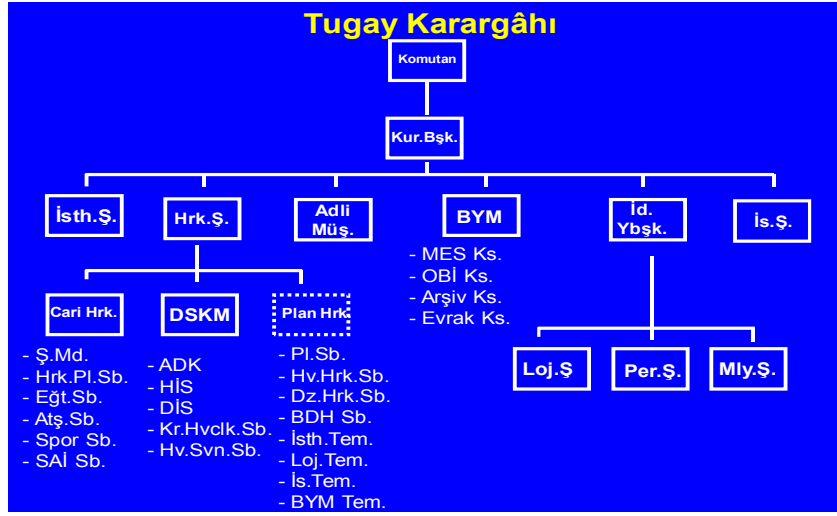 Tugay Karargâhı
Komutan
Kur.Bşk.
İsth.Ş.
Hrk.Ş.
Adli
Müş.
BYM
İd.
Ybşk.
İs.Ş.
- MES Ks.
- OBİ Ks.
- Arşiv Ks.
- Evrak Ks.
Cari Hrk.
DSKM
Plan Hrk
- Ş.Md.
- Hrk.Pl.Sb.
- Eğt.Sb.
- Atş.Sb.
- Spor Sb.
- SAİ Sb.
- ADK
- HİS
- DİS
- Kr.Hvclk.Sb.
- Hv.Svn.Sb.
- Pl.Sb.
- Hv.Hrk.Sb.
- Dz.Hrk.Sb.
- BDH Sb.
- İsth.Tem.
- Loj.Tem.
- İs.Tem.
- BYM Tem.
Loj.Ş
Per.Ş.
Mly.Ş.